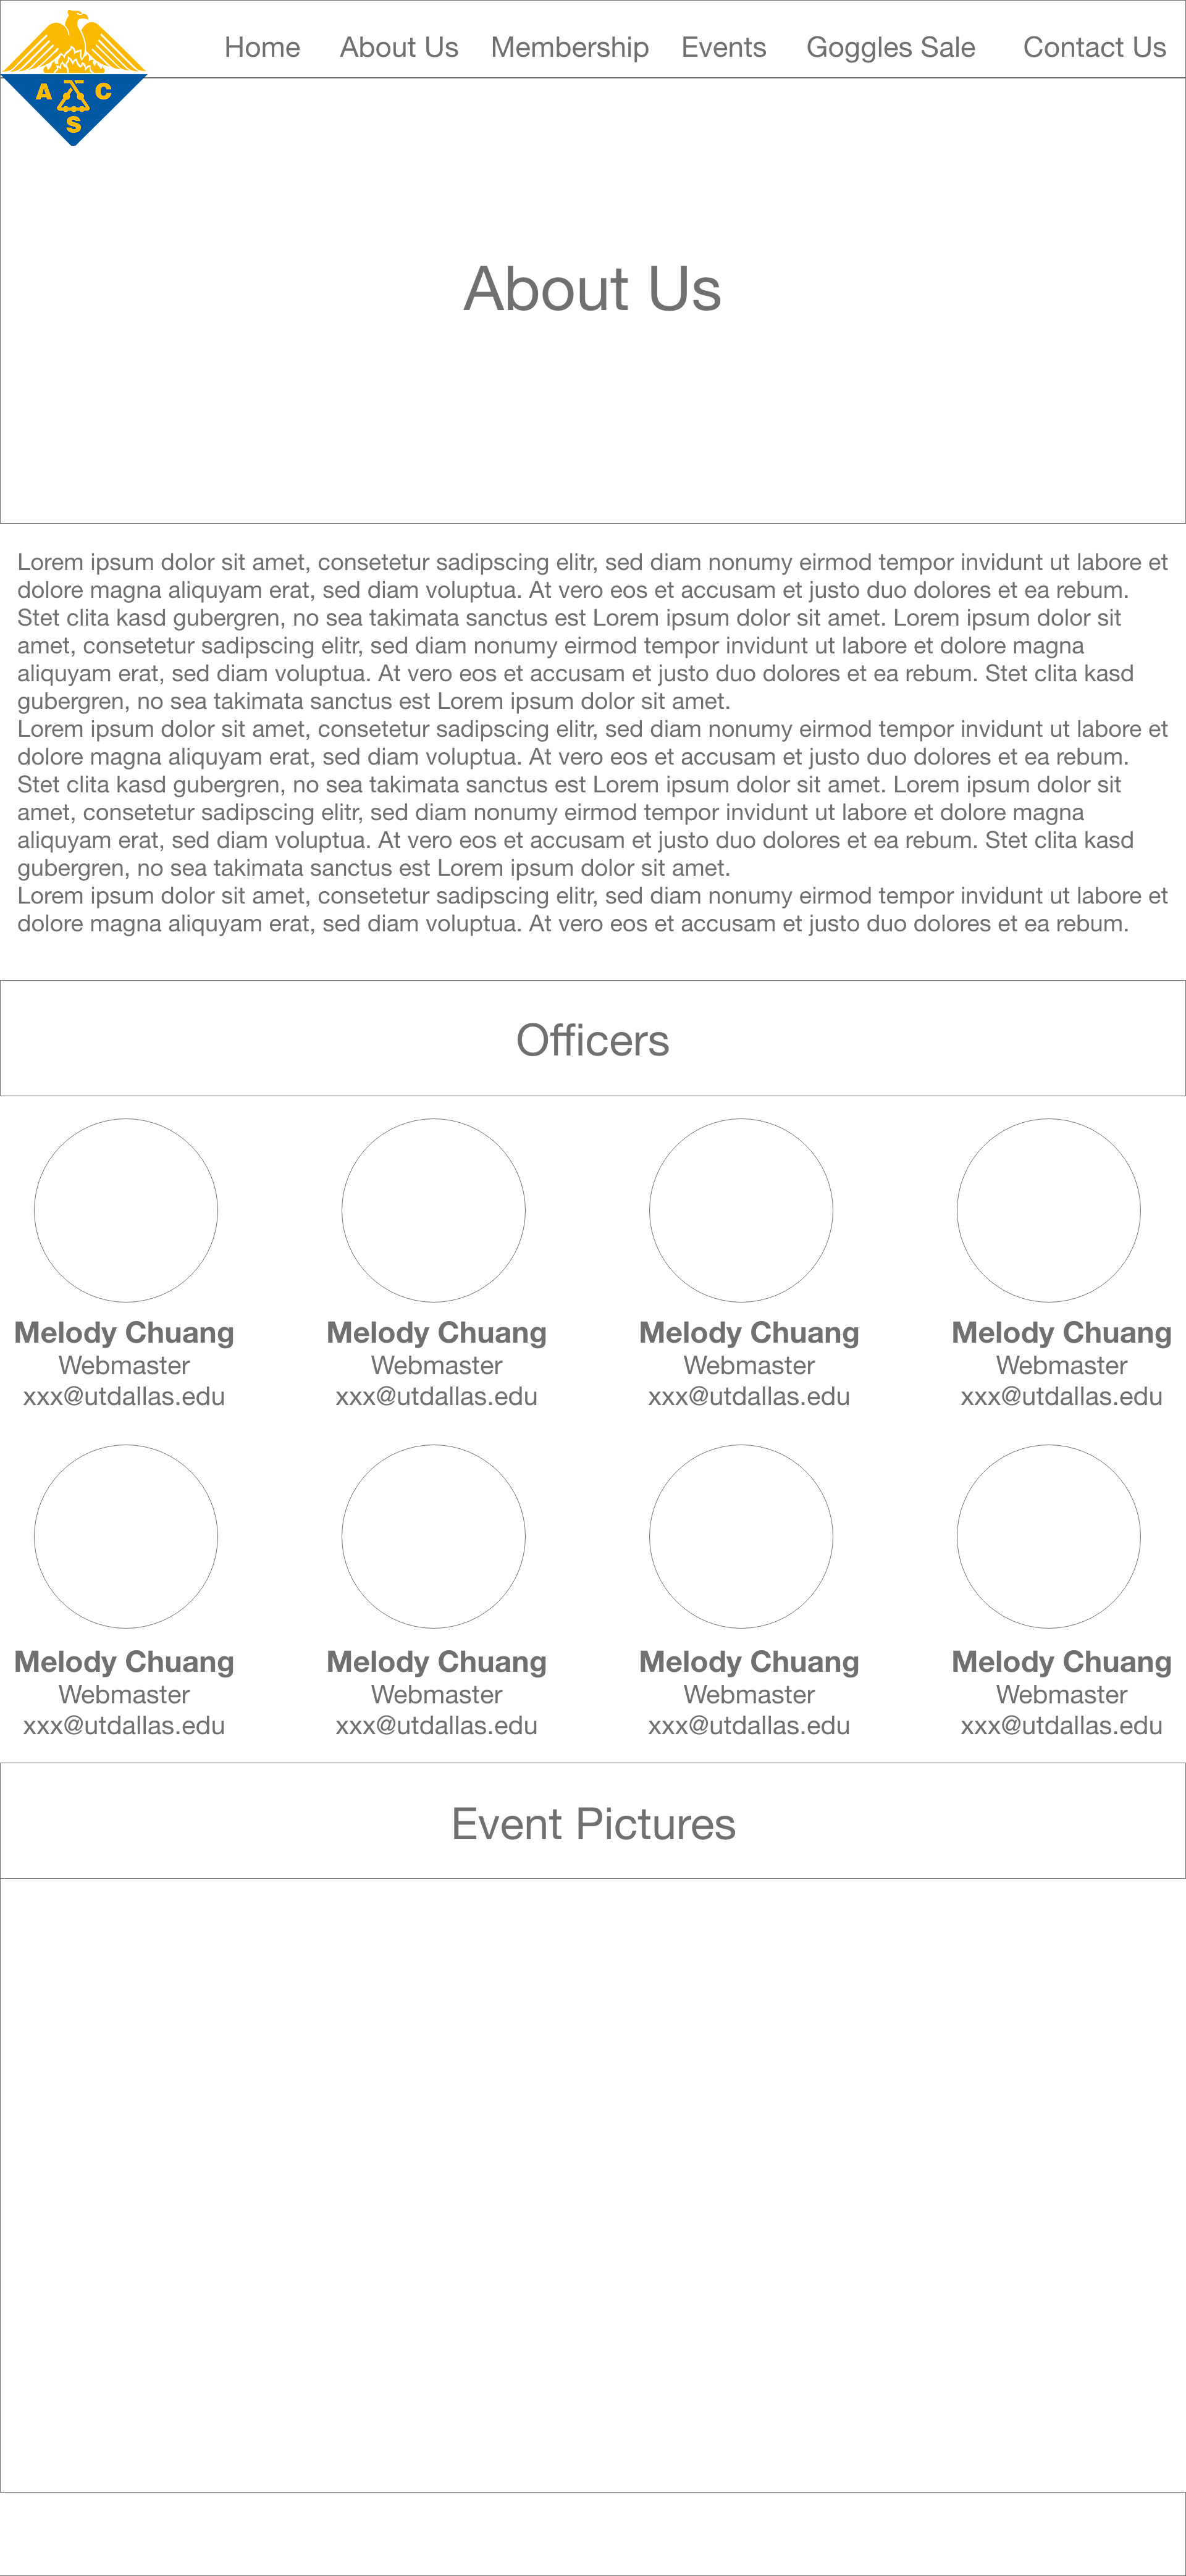 Home About Us Membership Events Goggles Sale Contact Us
A C
S
About Us
Lorem ipsum dolor sit amet, consetetur sadipscing elitr, sed diam nonumy eirmod tempor invidunt ut labore et
dolore magna aliquyam erat, sed diam voluptua. At vero eos et accusam et justo duo dolores et ea rebum.
Stet clita kasd gubergren, no sea takimata sanctus est Lorem ipsum dolor sit amet. Lorem ipsum dolor sit
amet, consetetur sadipscing elitr, sed diam nonumy eirmod tempor invidunt ut labore et dolore magna
aliquyam erat, sed diam voluptua. At vero eos et accusam et justo duo dolores et ea rebum. Stet clita kasd
gubergren, no sea takimata sanctus est Lorem ipsum dolor sit amet.
Lorem ipsum dolor sit amet, consetetur sadipscing elitr, sed diam nonumy eirmod tempor invidunt ut labore et
dolore magna aliquyam erat, sed diam voluptua. At vero eos et accusam et justo duo dolores et ea rebum.
Stet clita kasd gubergren, no sea takimata sanctus est Lorem ipsum dolor sit amet. Lorem ipsum dolor sit
amet, consetetur sadipscing elitr, sed diam nonumy eirmod tempor invidunt ut labore et dolore magna
aliquyam erat, sed diam voluptua. At vero eos et accusam et justo duo dolores et ea rebum. Stet clita kasd
gubergren, no sea takimata sanctus est Lorem ipsum dolor sit amet.
Lorem ipsum dolor sit amet, consetetur sadipscing elitr, sed diam nonumy eirmod tempor invidunt ut labore et
dolore magna aliquyam erat, sed diam voluptua. At vero eos et accusam et justo duo dolores et ea rebum.
Officers
Melody Chuang Melody Chuang Melody Chuang Melody Chuang
Webmaster Webmaster Webmaster Webmaster
xxx@utdallas.edu xxx@utdallas.edu xxx@utdallas.edu xxx@utdallas.edu
Melody Chuang Melody Chuang Melody Chuang Melody Chuang
Webmaster Webmaster Webmaster Webmaster
xxx@utdallas.edu xxx@utdallas.edu xxx@utdallas.edu xxx@utdallas.edu
Event Pictures